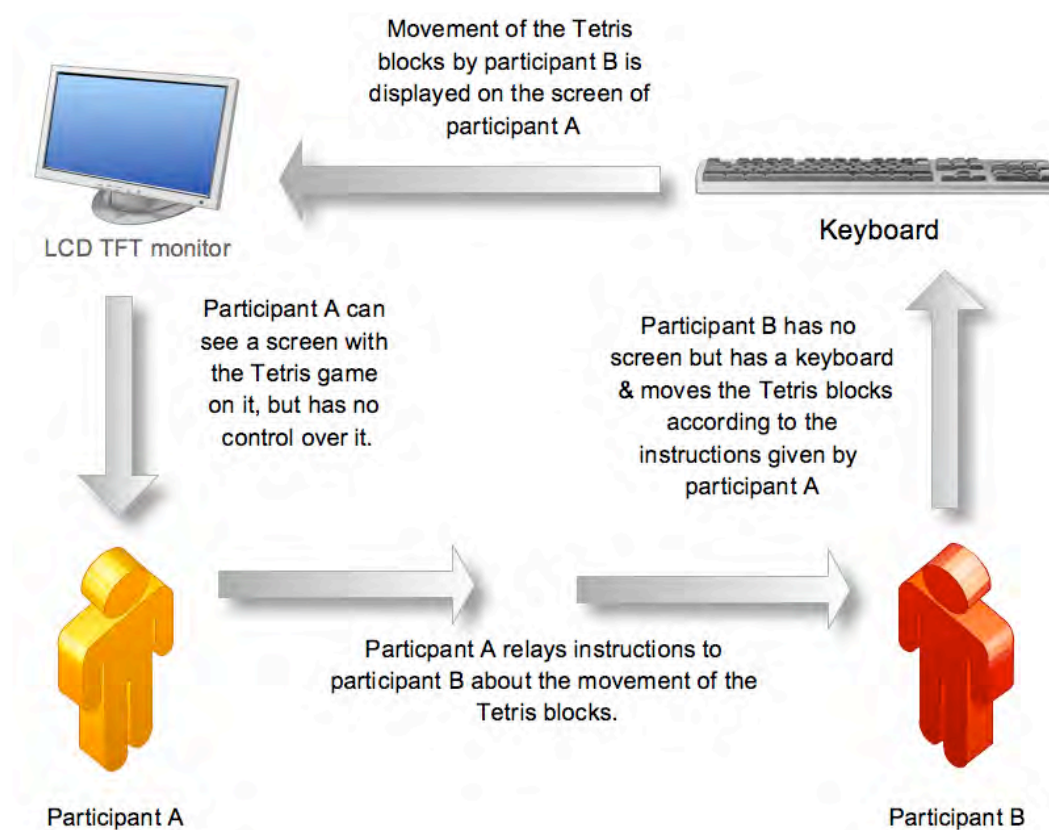 Movement of the Tetris
blocks by participant B is
displayed on the screen of
participant A
LCD TFT monitor
Keyboard
Participant A can
see a screen with
the Tetris game
on it, but has no
control over it.
Participant B has no
screen but has a keyboard
& moves the Tetris blocks
according to the
instructions given by
participant A
Particpant A relays instructions to
participant B about the movement of the
Tetris blocks.
Participant A
Participant B